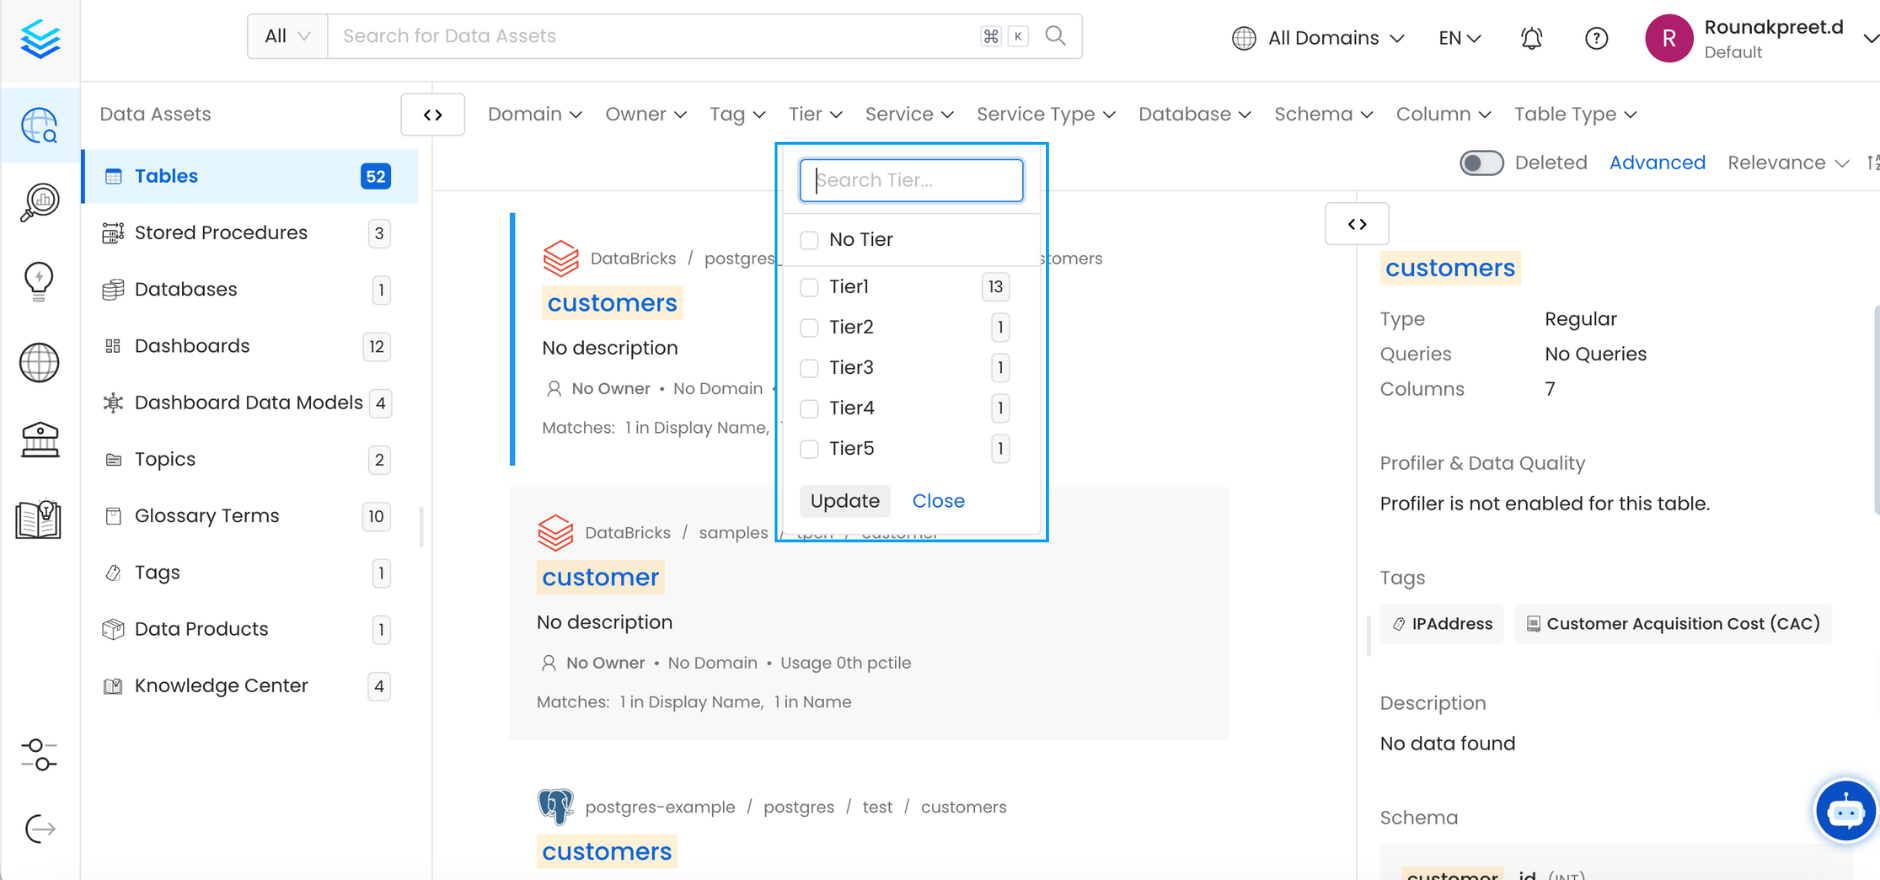 All
Search for Data Assets
⌘ K
All Domains
EN
R
Rounakpreet.d
Default
Data Assets
Tables 52
Stored Procedures 3
Databases 1
Dashboards 12
Dashboard Data Models 4
Topics 2
Glossary Terms 10
Tags 1
Data Products 1
Knowledge Center 4
Domain Owner Tag Tier Service Service Type Database Schema Column Table Type
Deleted Advanced Relevance
Search Tier...
No Tier
Tier1 13
Tier2 1
Tier3 1
Tier4 1
Tier5 1
Update Close
DataBricks / postgres_ stomers
customers
No description
No Owner • No Domain •
Matches: 1 in Display Name,
DataBricks / samples / tpch / customer
customer
No description
No Owner • No Domain • Usage 0th pctile
Matches: 1 in Display Name, 1 in Name
postgres-example / postgres / test / customers
customers
customers
Type Regular
Queries No Queries
Columns 7
Profiler & Data Quality
Profiler is not enabled for this table.
Tags
IPAddress Customer Acquisition Cost (CAC)
Description
No data found
Schema
customer_id (INT)